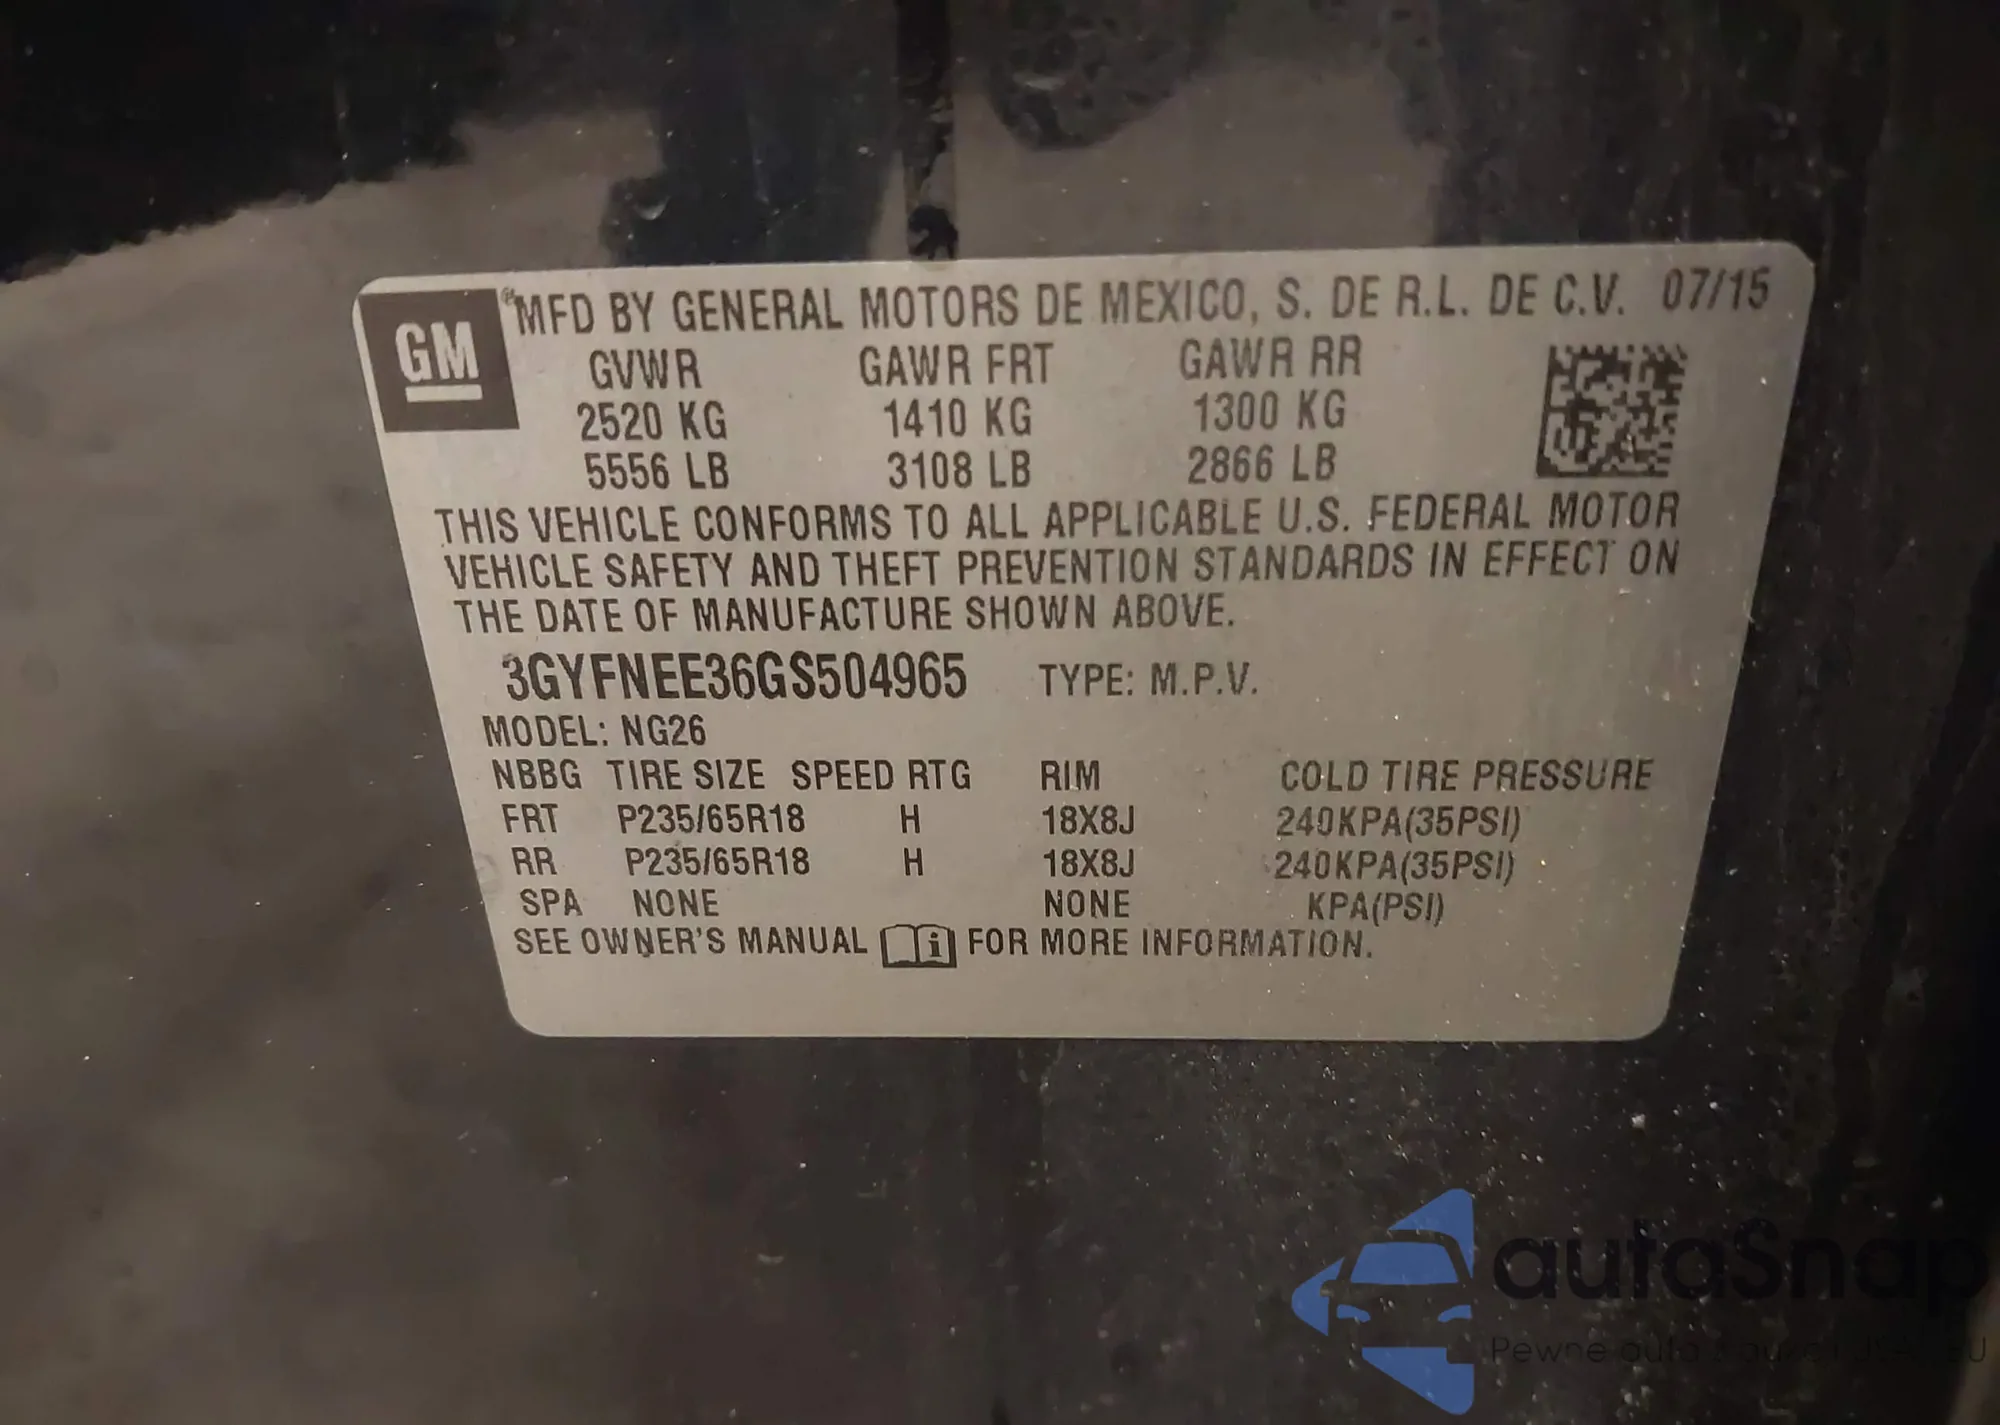 GM ® MFD BY GENERAL MOTORS DE MEXICO, S. DE R.L. DE C.V. 07/15
GVWR GAWR FRT GAWR RR
2520 KG 1410 KG 1300 KG
5556 LB 3108 LB 2866 LB
THIS VEHICLE CONFORMS TO ALL APPLICABLE U.S. FEDERAL MOTOR
VEHICLE SAFETY AND THEFT PREVENTION STANDARDS IN EFFECT ON
THE DATE OF MANUFACTURE SHOWN ABOVE.
3GYFNEE36GS504965 TYPE: M.P.V.
MODEL: NG26
NBBG TIRE SIZE SPEED RTG RIM COLD TIRE PRESSURE
FRT P235/65R18 H 18X8J 240KPA(35PSI)
RR P235/65R18 H 18X8J 240KPA(35PSI)
SPA NONE NONE KPA(PSI)
SEE OWNER'S MANUAL i FOR MORE INFORMATION.
autaSnap
Pewne auto z